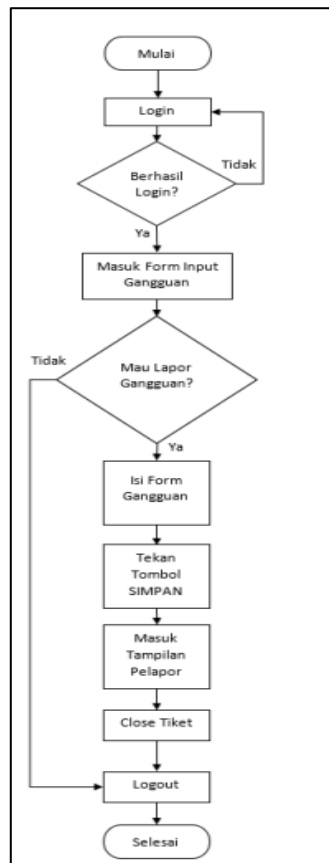 Mulai
Login
Tidak
Berhasil
Login?
Ya
Masuk Form Input
Gangguan
Tidak
Mau Lapor
Gangguan?
Ya
Isi Form
Gangguan
Tekan
Tombol
SIMPAN
Masuk
Tampilan
Pelapor
Close Tiket
Logout
Selesai